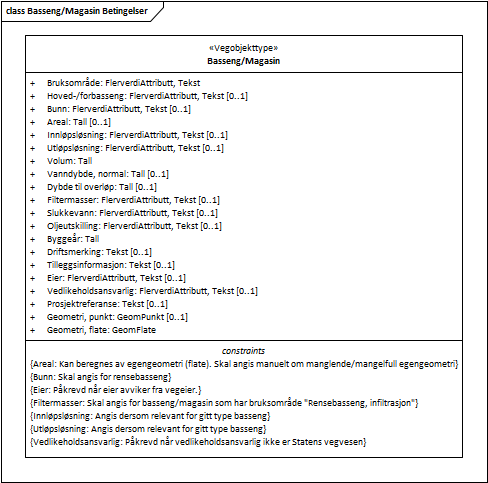 class Basseng/Magasin Betingelser
«Vegobjekttype»
Basseng/Magasin
+ Bruksområde: FlerverdiAttributt, Tekst
+ Hoved-/forbasseng: FlerverdiAttributt, Tekst [0..1]
+ Bunn: FlerverdiAttributt, Tekst [0..1]
+ Areal: Tall [0..1]
+ Innløpsløsning: FlerverdiAttributt, Tekst [0..1]
+ Utløpsløsning: FlerverdiAttributt, Tekst [0..1]
+ Volum: Tall
+ Vanndybde, normal: Tall [0..1]
+ Dybde til overløp: Tall [0..1]
+ Filtermasser: FlerverdiAttributt, Tekst [0..1]
+ Slukkevann: FlerverdiAttributt, Tekst [0..1]
+ Oljeutskilling: FlerverdiAttributt, Tekst [0..1]
+ Byggeår: Tall
+ Driftsmerking: Tekst [0..1]
+ Tilleggsinformasjon: Tekst [0..1]
+ Eier: FlerverdiAttributt, Tekst [0..1]
+ Vedlikeholdsansvarlig: FlerverdiAttributt, Tekst [0..1]
+ Prosjektreferanse: Tekst [0..1]
+ Geometri, punkt: GeomPunkt [0..1]
+ Geometri, flate: GeomFlate
constraints
{Areal: Kan beregnes av egengeometri (flate). Skal angis manuelt om manglende/mangelfull egengeometri}
{Bunn: Skal angis for rensebasseng}
{Eier: Påkrevd når eier avviker fra vegeier.}
{Filtermasser: Skal angis for basseng/magasin som har bruksområde "Rensebasseng, infiltrasjon"}
{Innløpsløsning: Angis dersom relevant for gitt type basseng}
{Utløpsløsning: Angis dersom relevant for gitt type basseng}
{Vedlikeholdsansvarlig: Påkrevd når vedlikeholdsansvarlig ikke er Statens vegvesen}